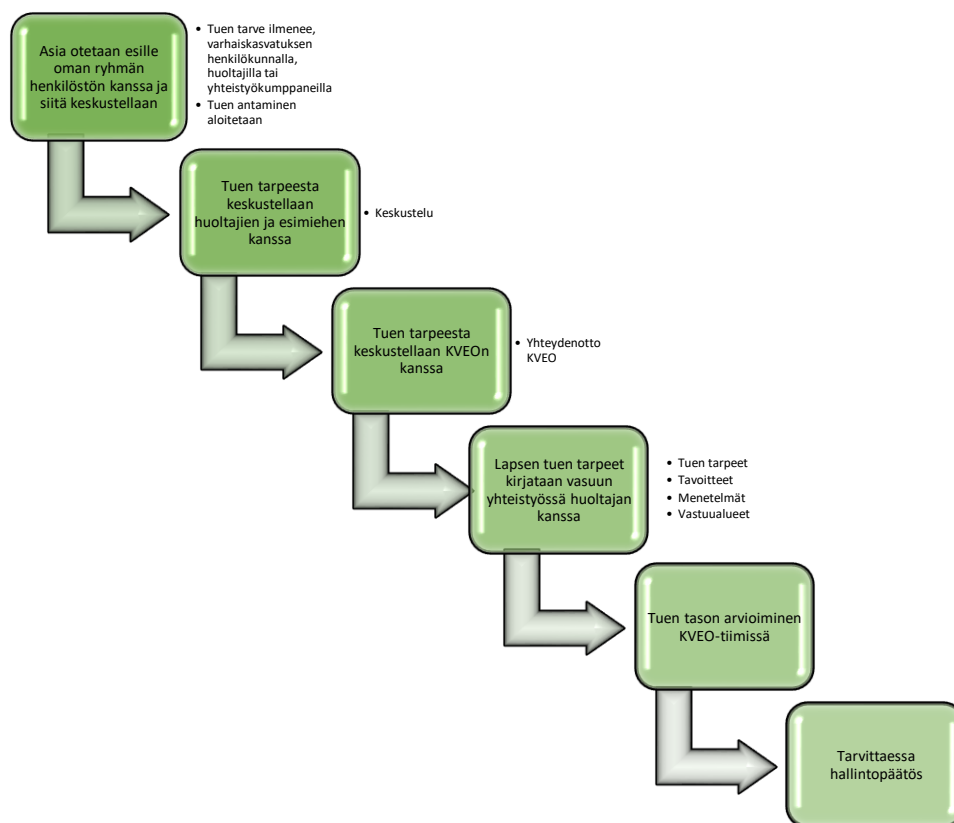 Asia otetaan esille
oman ryhmän
henkilöstön kanssa ja
siitä keskustellaan
• Tuen tarve ilmenee,
varhaiskasvatuksen
henkilökunnalla,
huoltajilla tai
yhteistyökumppaneilla
• Tuen antaminen
aloitetaan
Tuen tarpeesta
keskustellaan
huoltajien ja esimiehen
kanssa
• Keskustelu
Tuen tarpeesta
keskustellaan KVEOn
kanssa
• Yhteydenotto
KVEO
Lapsen tuen tarpeet
kirjataan vasuun
yhteistyössä huoltajan
kanssa
• Tuen tarpeet
• Tavoitteet
• Menetelmät
• Vastuualueet
Tuen tason arvioiminen
KVEO-tiimissä
Tarvittaessa
hallintopäätös